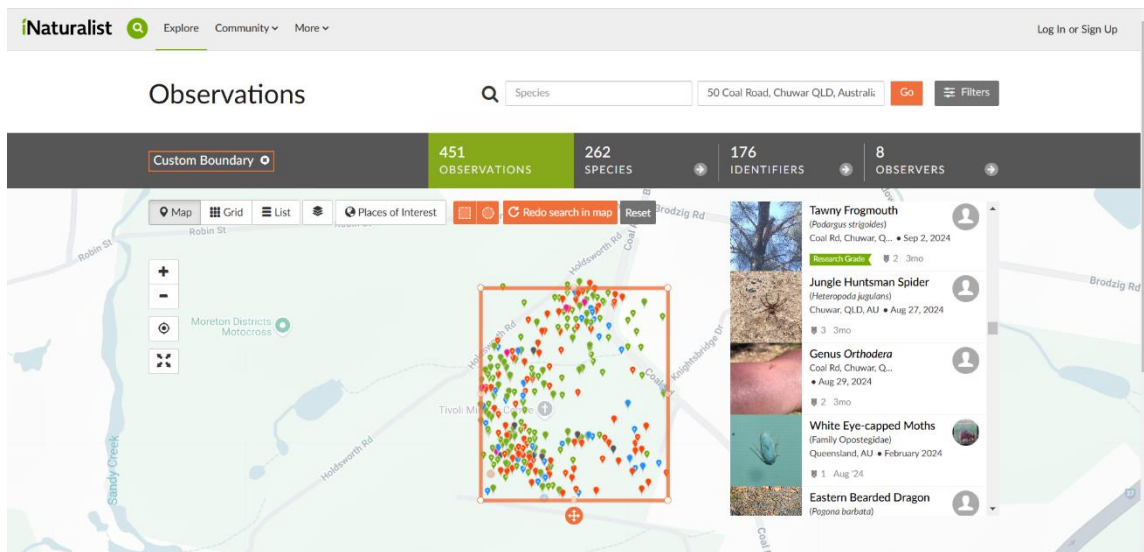 iNaturalist
Explore
Community
More
Log In or Sign Up
Observations
Species
50 Coal Road, Chuwar QLD, Australia
Go
Filters
Custom Boundary
451
OBSERVATIONS
262
SPECIES
176
IDENTIFIERS
8
OBSERVERS
Map
Grid
List
Places of Interest
Redo search in map
Reset
Robin St
Robin St
Brodzig Rd
Coal
Holdsworth Rd
Moreton Districts
Motocross
Holdsworth Rd
Knightsbridge Dr
Holdsworth Rd
Sandy Creek
Brodzig Rd
Coal
Tawny Frogmouth
(Podargus strigoides)
Coal Rd, Chuwar, Q... • Sep 2, 2024
Research Grade 2 3mo
Jungle Huntsman Spider
(Heteropoda jugulans)
Chuwar, QLD, AU • Aug 27, 2024
3 3mo
Genus Orthodera
Coal Rd, Chuwar, Q...
• Aug 29, 2024
2 3mo
White Eye-capped Moths
(Family Opostegidae)
Queensland, AU • February 2024
1 Aug '24
Eastern Bearded Dragon
(Pogona barbata)